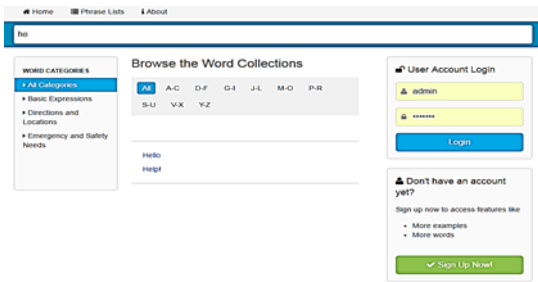 Home Phrase Lists About
ho
WORD CATEGORIES
All Categories
Basic Expressions
Directions and
Locations
Emergency and Safety
Needs
Browse the Word Collections
All A-C D-F G-I J-L M-O P-R
S-U V-X Y-Z
Hello
Help!
User Account Login
admin
•••••••
Login
Don't have an account
yet?
Sign up now to access features like
• More examples
• More words
Sign Up Now!